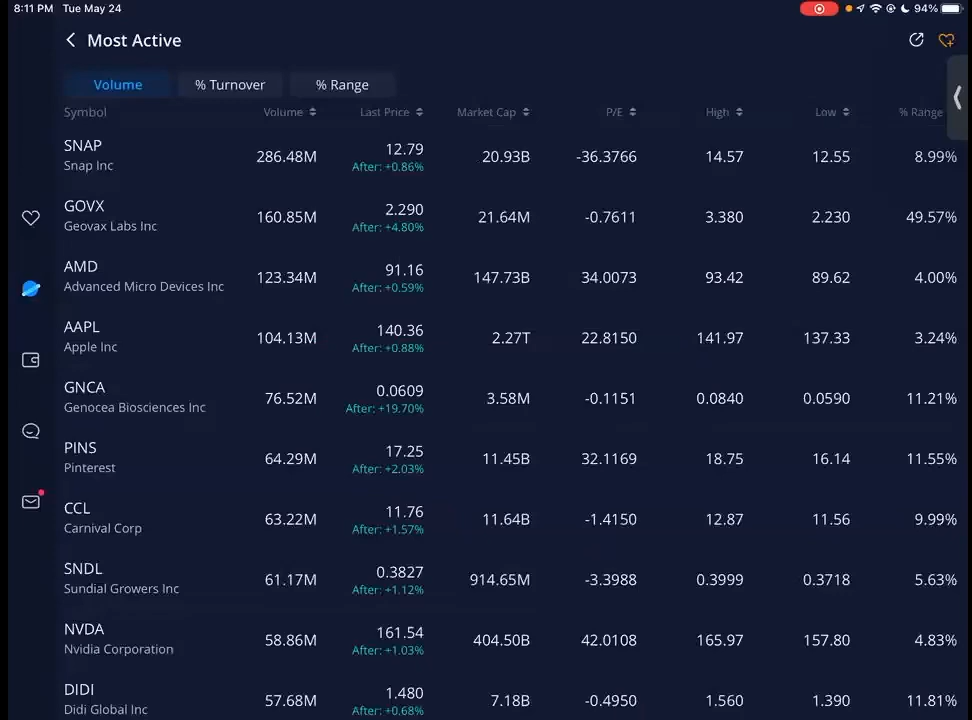 8:11 PM Tue May 24 94%
Most Active
Volume % Turnover % Range
Symbol Volume Last Price Market Cap P/E High Low % Range
SNAP
Snap Inc 286.48M 12.79 20.93B -36.3766 14.57 12.55 8.99%
After: +0.86%
GOVX
Geovax Labs Inc 160.85M 2.290 21.64M -0.7611 3.380 2.230 49.57%
After: +4.80%
AMD
Advanced Micro Devices Inc 123.34M 91.16 147.73B 34.0073 93.42 89.62 4.00%
After: +0.59%
AAPL
Apple Inc 104.13M 140.36 2.27T 22.8150 141.97 137.33 3.24%
After: +0.88%
GNCA
Genocea Biosciences Inc 76.52M 0.0609 3.58M -0.1151 0.0840 0.0590 11.21%
After: +19.70%
PINS
Pinterest 64.29M 17.25 11.45B 32.1169 18.75 16.14 11.55%
After: +2.03%
CCL
Carnival Corp 63.22M 11.76 11.64B -1.4150 12.87 11.56 9.99%
After: +1.57%
SNDL
Sundial Growers Inc 61.17M 0.3827 914.65M -3.3988 0.3999 0.3718 5.63%
After: +1.12%
NVDA
Nvidia Corporation 58.86M 161.54 404.50B 42.0108 165.97 157.80 4.83%
After: +1.03%
DIDI
Didi Global Inc 57.68M 1.480 7.18B -0.4950 1.560 1.390 11.81%
After: +0.68%